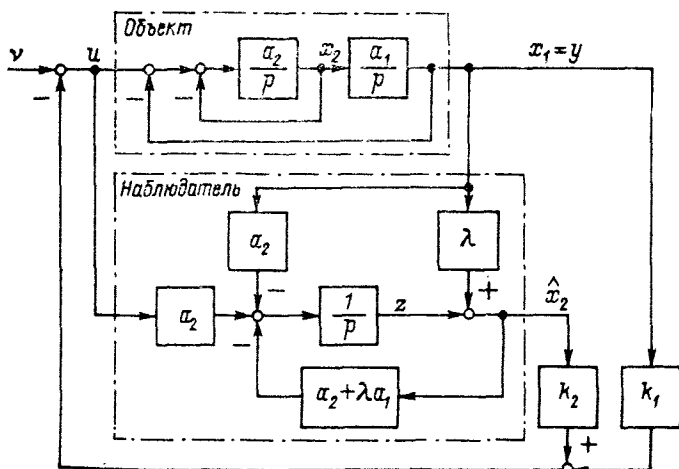 Объект
ν
u
a₂/p
x₂
a₁/p
x₁ = y
−
−
−
Наблюдатель
a₂
λ
−
+
a₂
1/p
z
x̂₂
−
a₂ + λa₁
k₂
k₁
+